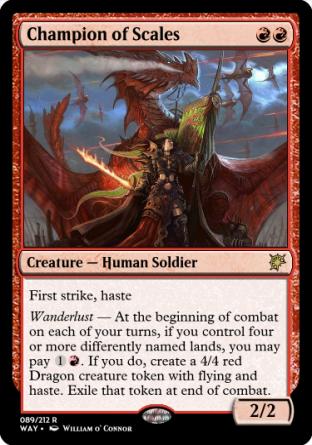 Champion of Scales
Creature — Human Soldier
First strike, haste
Wanderlust — At the beginning of combat
on each of your turns, if you control four
or more differently named lands, you may
pay 1 R. If you do, create a 4/4 red
Dragon creature token with flying and
haste. Exile that token at end of combat.
2/2
089/212 R
WAY • William o' Connor